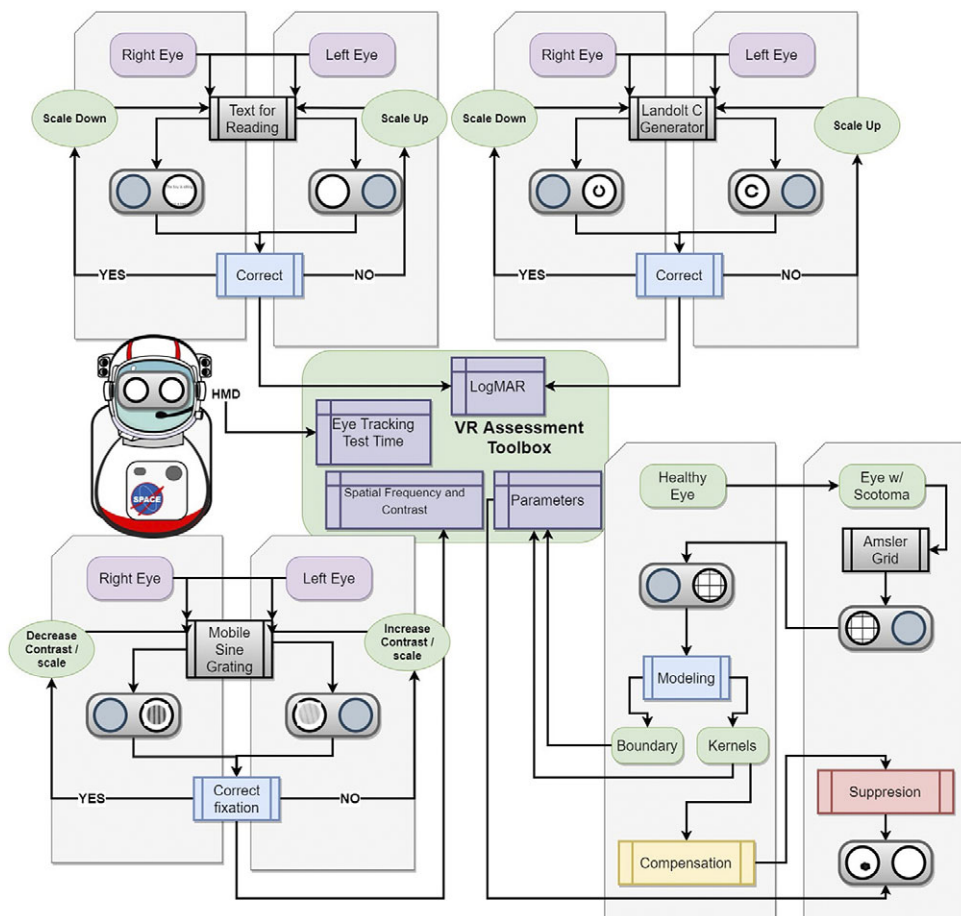 Right Eye
Left Eye
Scale Down
Text for
Reading
Scale Up
YES
Correct
NO
Right Eye
Left Eye
Scale Down
Landolt C
Generator
Scale Up
YES
Correct
NO
HMD
SPACE
LogMAR
Eye Tracking
Test Time
VR Assessment
Toolbox
Spatial Frequency and
Contrast
Parameters
Right Eye
Left Eye
Decrease
Contrast /
scale
Mobile
Sine
Grating
Increase
Contrast /
scale
YES
Correct
fixation
NO
Healthy
Eye
Eye w/
Scotoma
Amsler
Grid
Modeling
Boundary
Kernels
Compensation
Suppresion